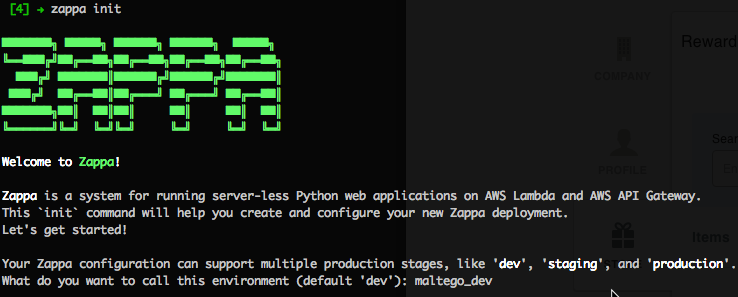 [4] → zappa init
ZAPPA
Welcome to Zappa!
Zappa is a system for running server-less Python web applications on AWS Lambda and AWS API Gateway.
This `init` command will help you create and configure your new Zappa deployment.
Let's get started!
Your Zappa configuration can support multiple production stages, like 'dev', 'staging', and 'production'.
What do you want to call this environment (default 'dev'): maltego_dev
Reward
COMPANY
PROFILE
Sear
Items